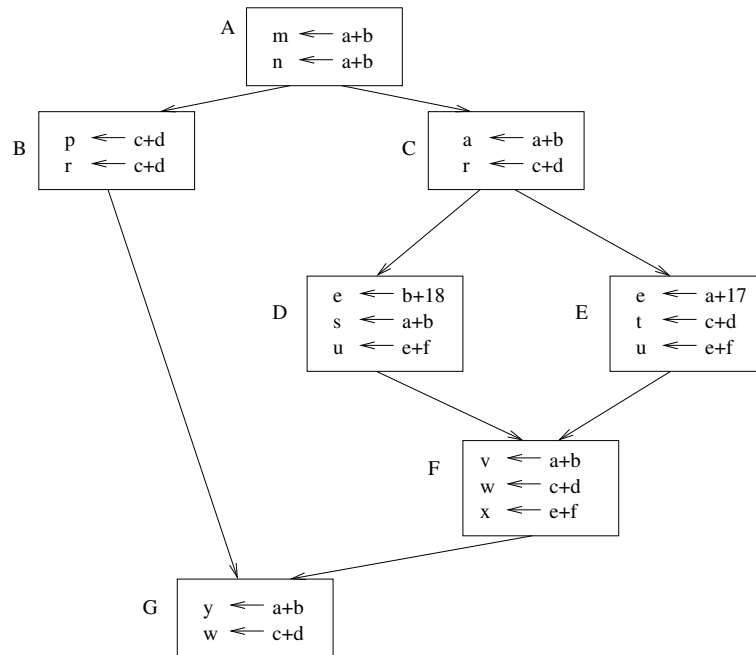 A
m ← a+b
n ← a+b
B
p ← c+d
r ← c+d
C
a ← a+b
r ← c+d
D
e ← b+18
s ← a+b
u ← e+f
E
e ← a+17
t ← c+d
u ← e+f
F
v ← a+b
w ← c+d
x ← e+f
G
y ← a+b
w ← c+d